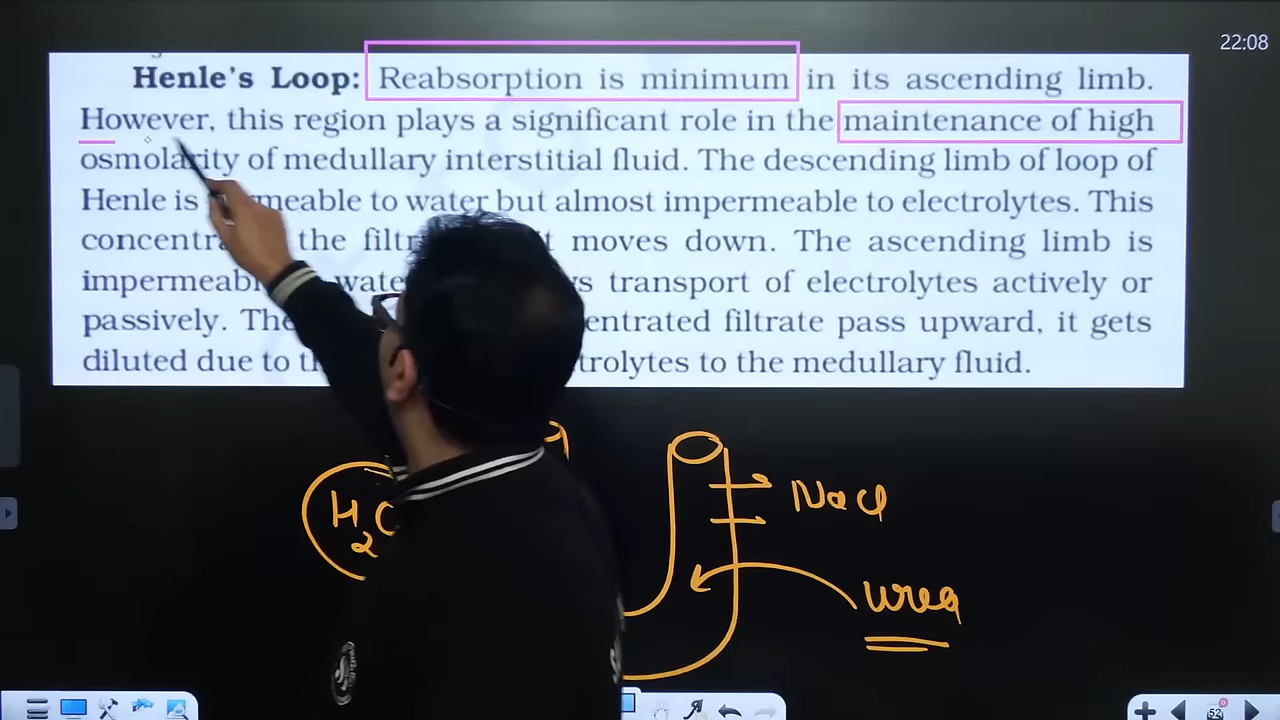 22:08
Henle's Loop: Reabsorption is minimum in its ascending limb.
However, this region plays a significant role in the maintenance of high
osmolarity of medullary interstitial fluid. The descending limb of loop of
Henle is meable to water but almost impermeable to electrolytes. This
concentr the filtr t moves down. The ascending limb is
impermeabl wate s transport of electrolytes actively or
passively. The entrated filtrate pass upward, it gets
diluted due to th trolytes to the medullary fluid.
H2O
NaCl
Urea
52